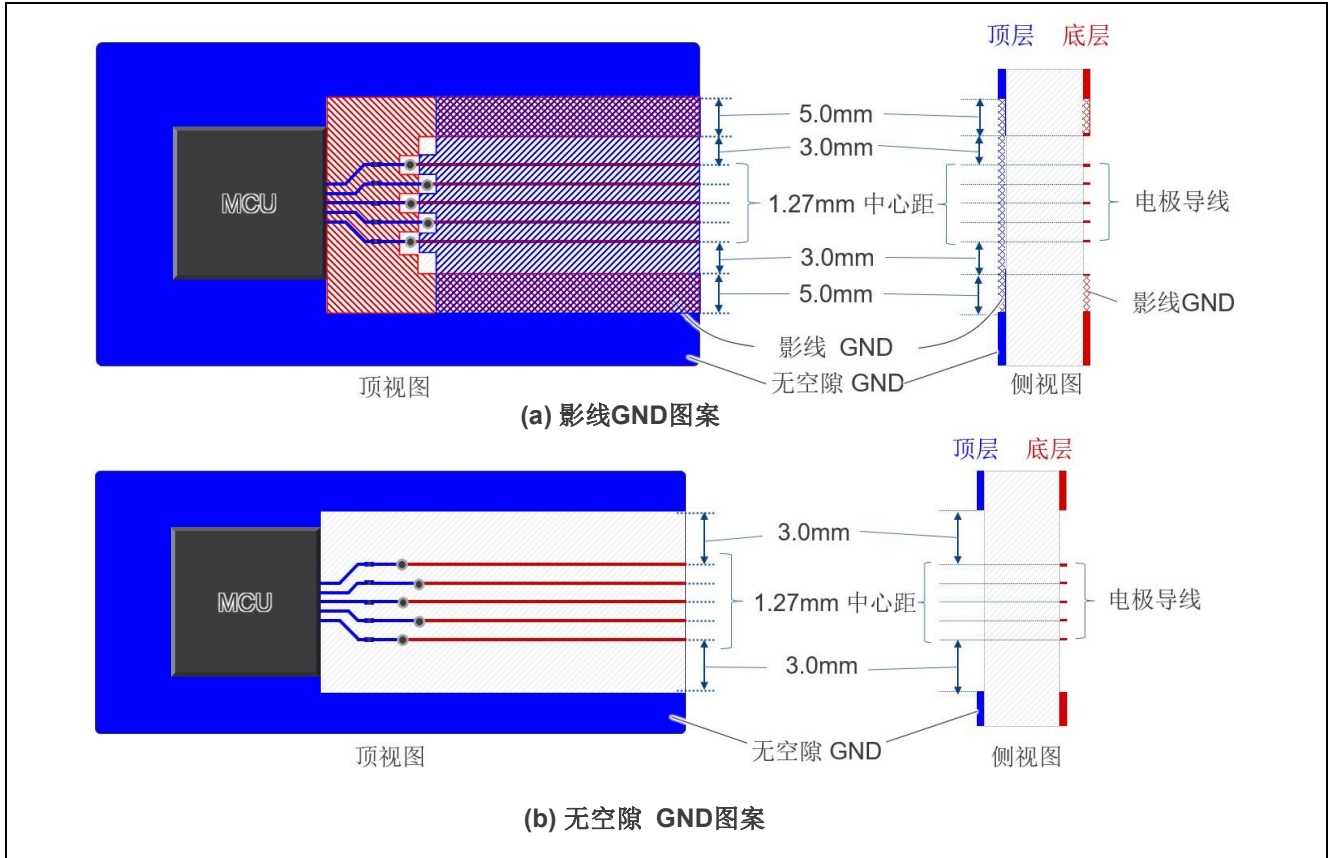 顶层 底层
MCU
5.0mm
3.0mm
1.27mm 中心距
电极导线
3.0mm
5.0mm
影线GND
影线 GND
无空隙 GND
顶视图
侧视图
(a) 影线GND图案
顶层 底层
MCU
3.0mm
1.27mm 中心距
电极导线
3.0mm
无空隙 GND
顶视图
侧视图
(b) 无空隙 GND图案